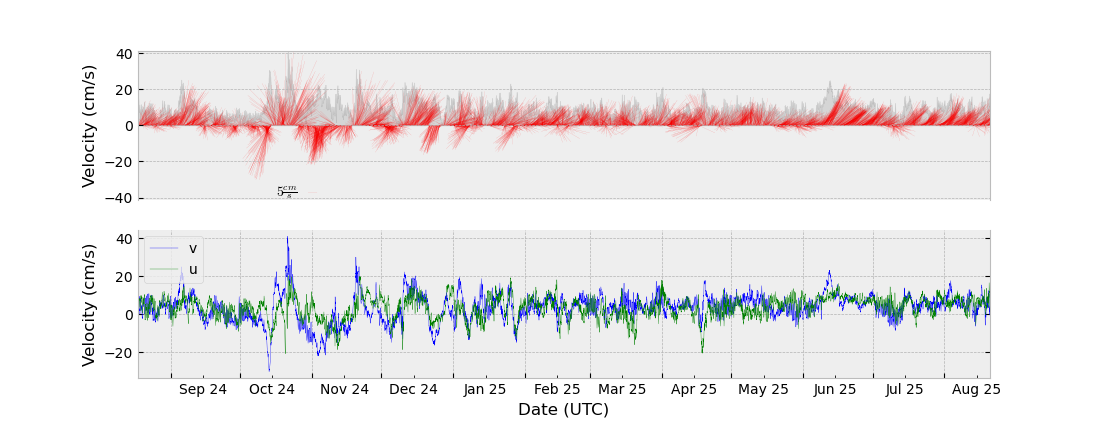 Velocity (cm/s)
40
20
0
−20
−40
5 cm/s
Velocity (cm/s)
40
20
0
−20
v
u
Sep 24 Oct 24 Nov 24 Dec 24 Jan 25 Feb 25 Mar 25 Apr 25 May 25 Jun 25 Jul 25 Aug 25
Date (UTC)